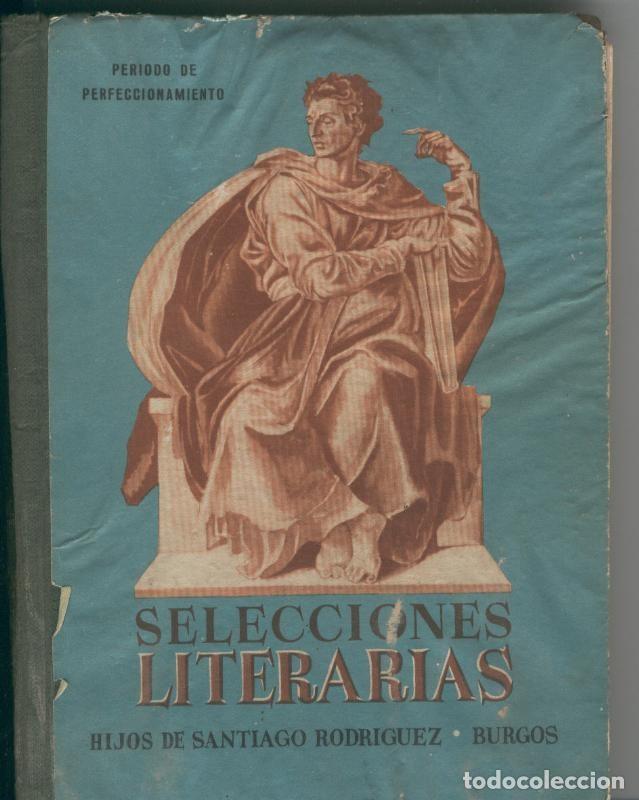 PERIODO DE
PERFECCIONAMIENTO
SELECCIONES
LITERARIAS
HIJOS DE SANTIAGO RODRIGUEZ · BURGOS
todocoleccion